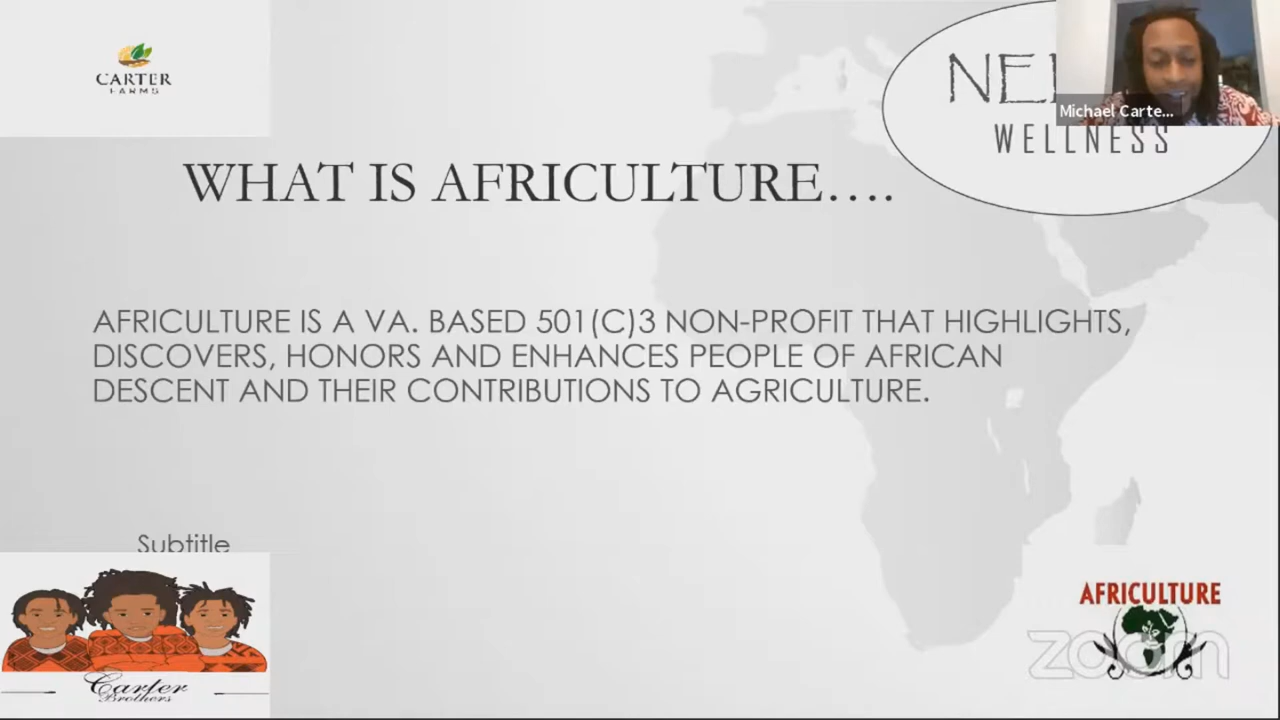 CARTER
FARMS
WELLNESS
Michael Carte...
WHAT IS AFRICULTURE....
AFRICULTURE IS A VA. BASED 501(C)3 NON-PROFIT THAT HIGHLIGHTS,
DISCOVERS, HONORS AND ENHANCES PEOPLE OF AFRICAN
DESCENT AND THEIR CONTRIBUTIONS TO AGRICULTURE.
Subtitle
Carter
Brothers
AFRICULTURE
zoom